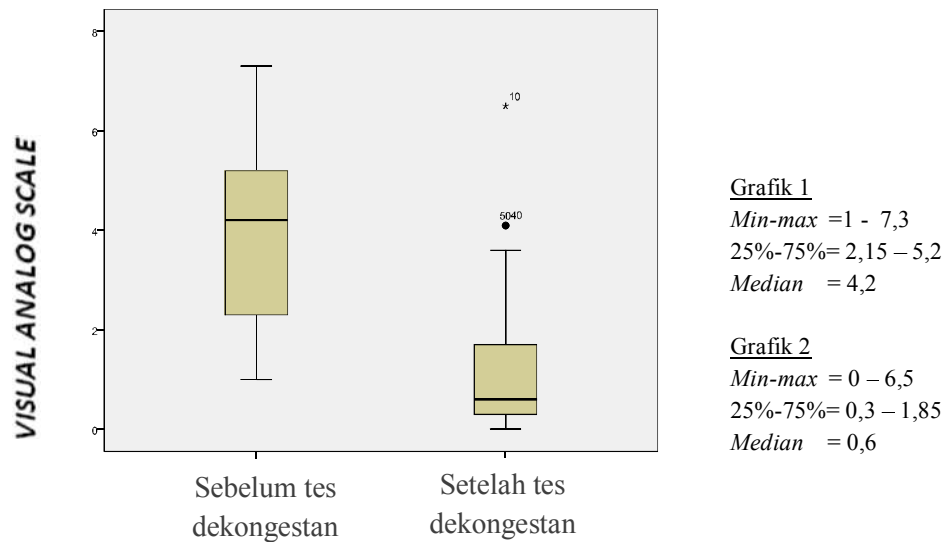 VISUAL ANALOG SCALE
8
6
4
2
0
10
5040
Sebelum tes
dekongestan
Setelah tes
dekongestan
Grafik 1
Min-max =1 - 7,3
25%-75%= 2,15 – 5,2
Median = 4,2
Grafik 2
Min-max = 0 – 6,5
25%-75%= 0,3 – 1,85
Median = 0,6